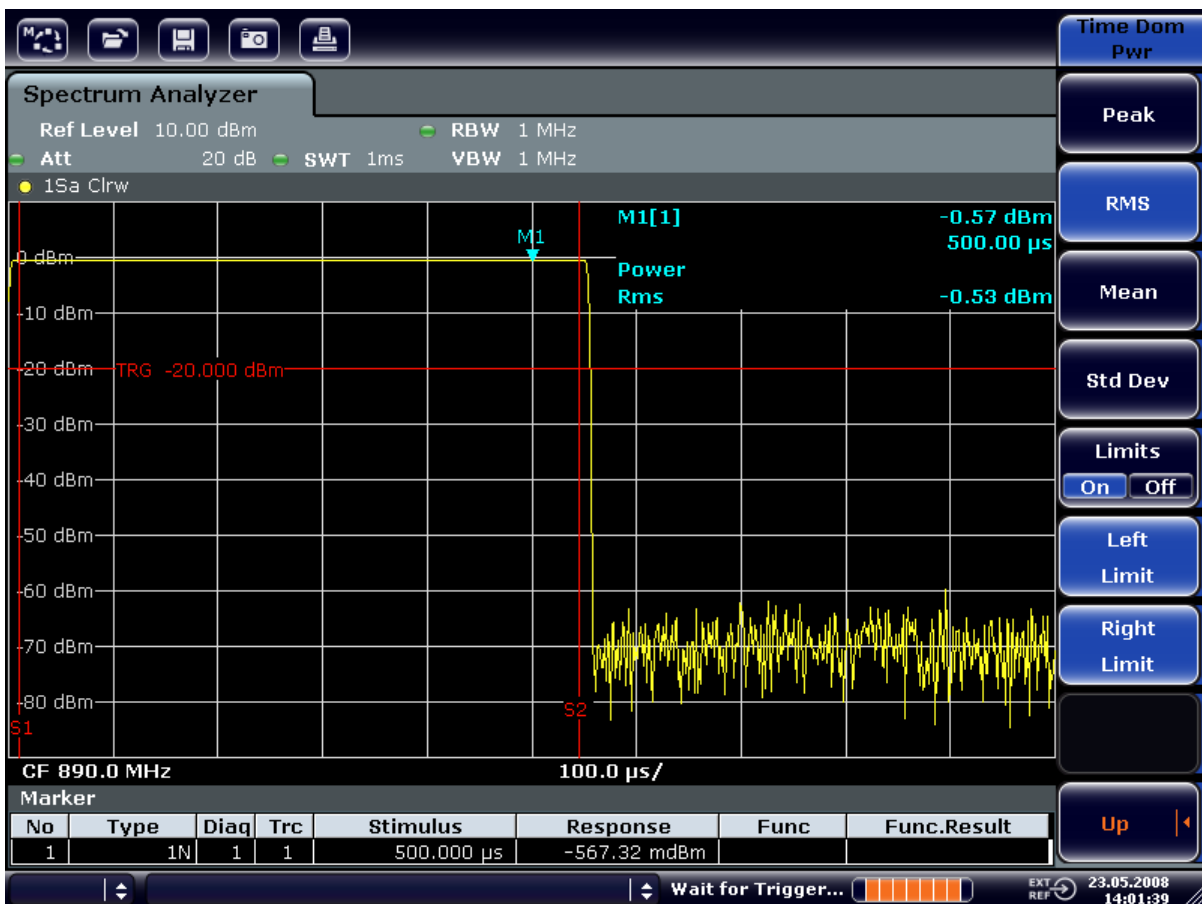 M
Time Dom
Pwr
Spectrum Analyzer
Ref Level 10.00 dBm RBW 1 MHz
Att 20 dB SWT 1ms VBW 1 MHz
1Sa Clrw
M1[1] -0.57 dBm
500.00 µs
Power
Rms -0.53 dBm
M1
0 dBm
-10 dBm
-20 dBm
TRG -20.000 dBm
-30 dBm
-40 dBm
-50 dBm
-60 dBm
-70 dBm
-80 dBm
S1
S2
CF 890.0 MHz 100.0 µs/
Marker
No Type Diaq Trc Stimulus Response Func Func.Result
1 1N 1 1 500.000 µs -567.32 mdBm
Wait for Trigger...
EXT
REF
23.05.2008
14:01:39
Peak
RMS
Mean
Std Dev
Limits
On Off
Left
Limit
Right
Limit
Up